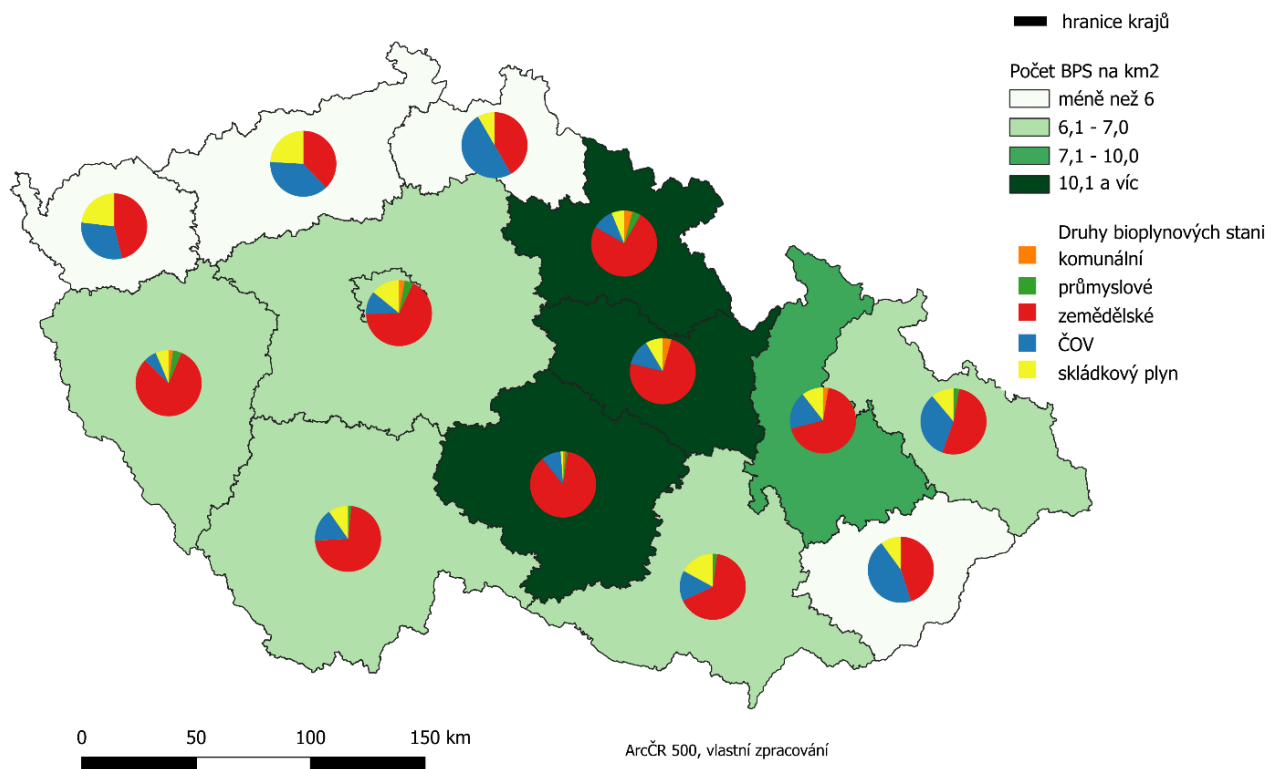 hranice krajů
Počet BPS na km2
méně než 6
6,1 - 7,0
7,1 - 10,0
10,1 a víc
Druhy bioplynových stani
komunální
průmyslové
zemědělské
ČOV
skládkový plyn
0 50 100 150 km
ArcČR 500, vlastní zpracování